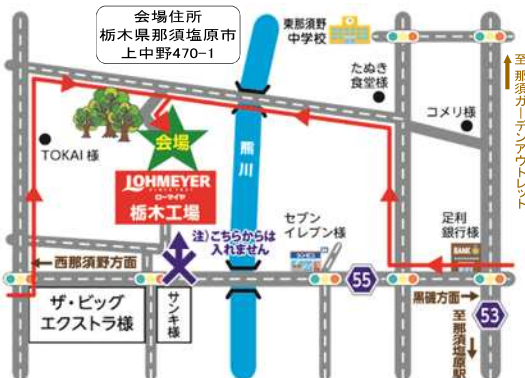 会場住所
栃木県那須塩原市
上中野470-1
東那須野
中学校
至 那須ガーデンアウトレット
たぬき
食堂様
コメリ様
TOKAI 様
会場
熊川
LOHMEYER
ローマイヤ
栃木工場
注)こちらからは
入れません
セブン
イレブン様
足利
銀行様
BANK
西那須野方面
55
黒磯方面
53
ザ・ビッグ
エクストラ様
サンキ様
至 那須塩原駅